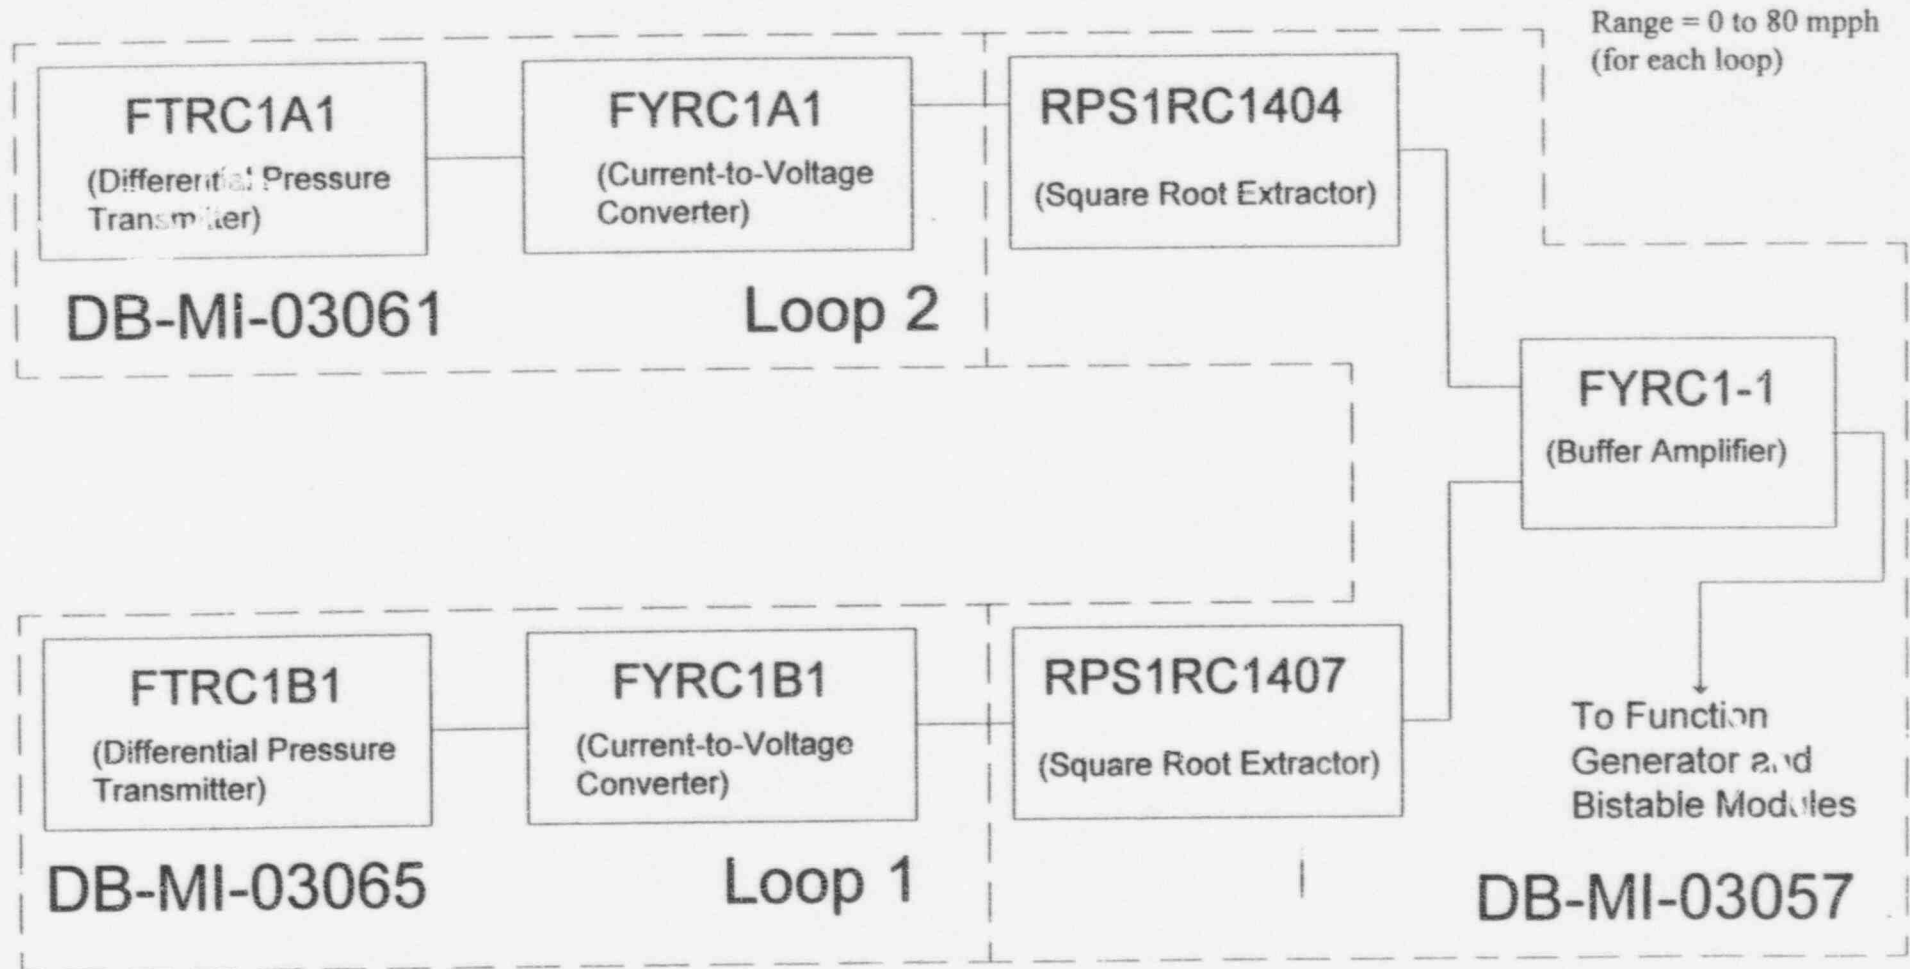 Range = 0 to 80 mpph
(for each loop)
FTRC1A1
(Differential Pressure
Transmitter)
FYRC1A1
(Current-to-Voltage
Converter)
RPS1RC1404
(Square Root Extractor)
DB-MI-03061
Loop 2
FYRC1-1
(Buffer Amplifier)
FTRC1B1
(Differential Pressure
Transmitter)
FYRC1B1
(Current-to-Voltage
Converter)
RPS1RC1407
(Square Root Extractor)
To Function
Generator and
Bistable Modules
DB-MI-03065
Loop 1
DB-MI-03057